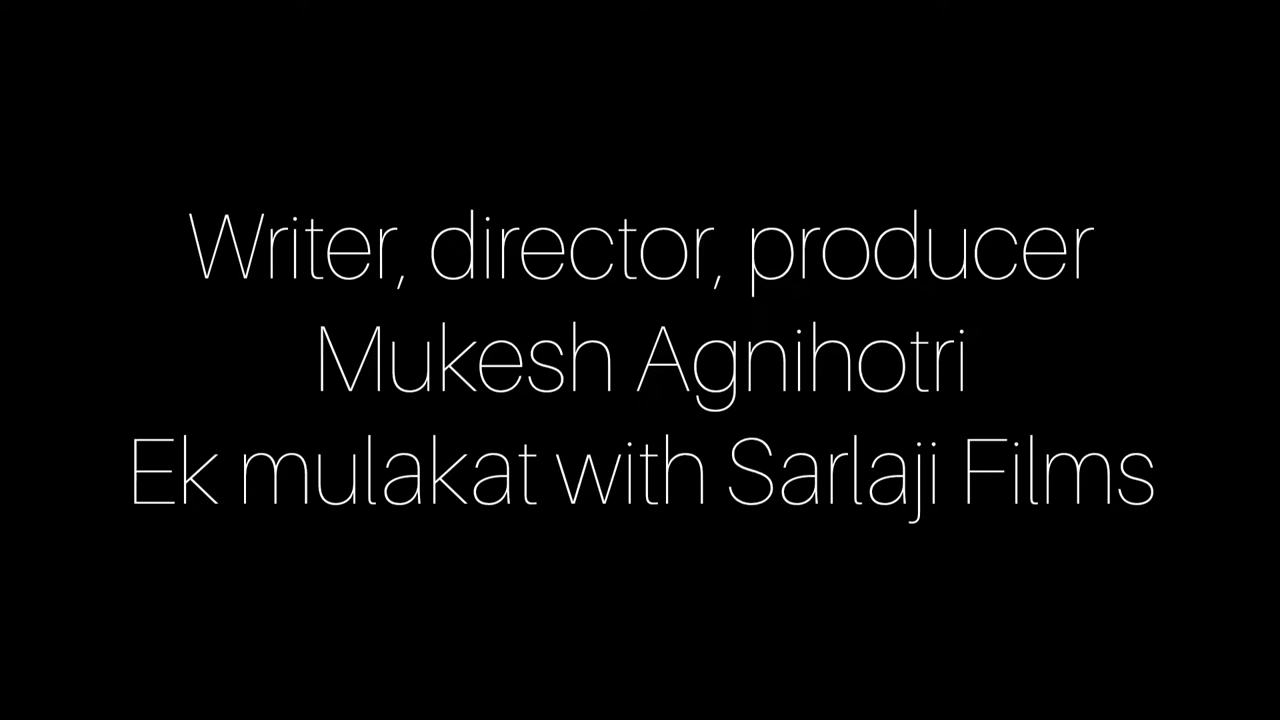 Writer, director, producer
Mukesh Agnihotri
Ek mulakat with Sarlaji Films